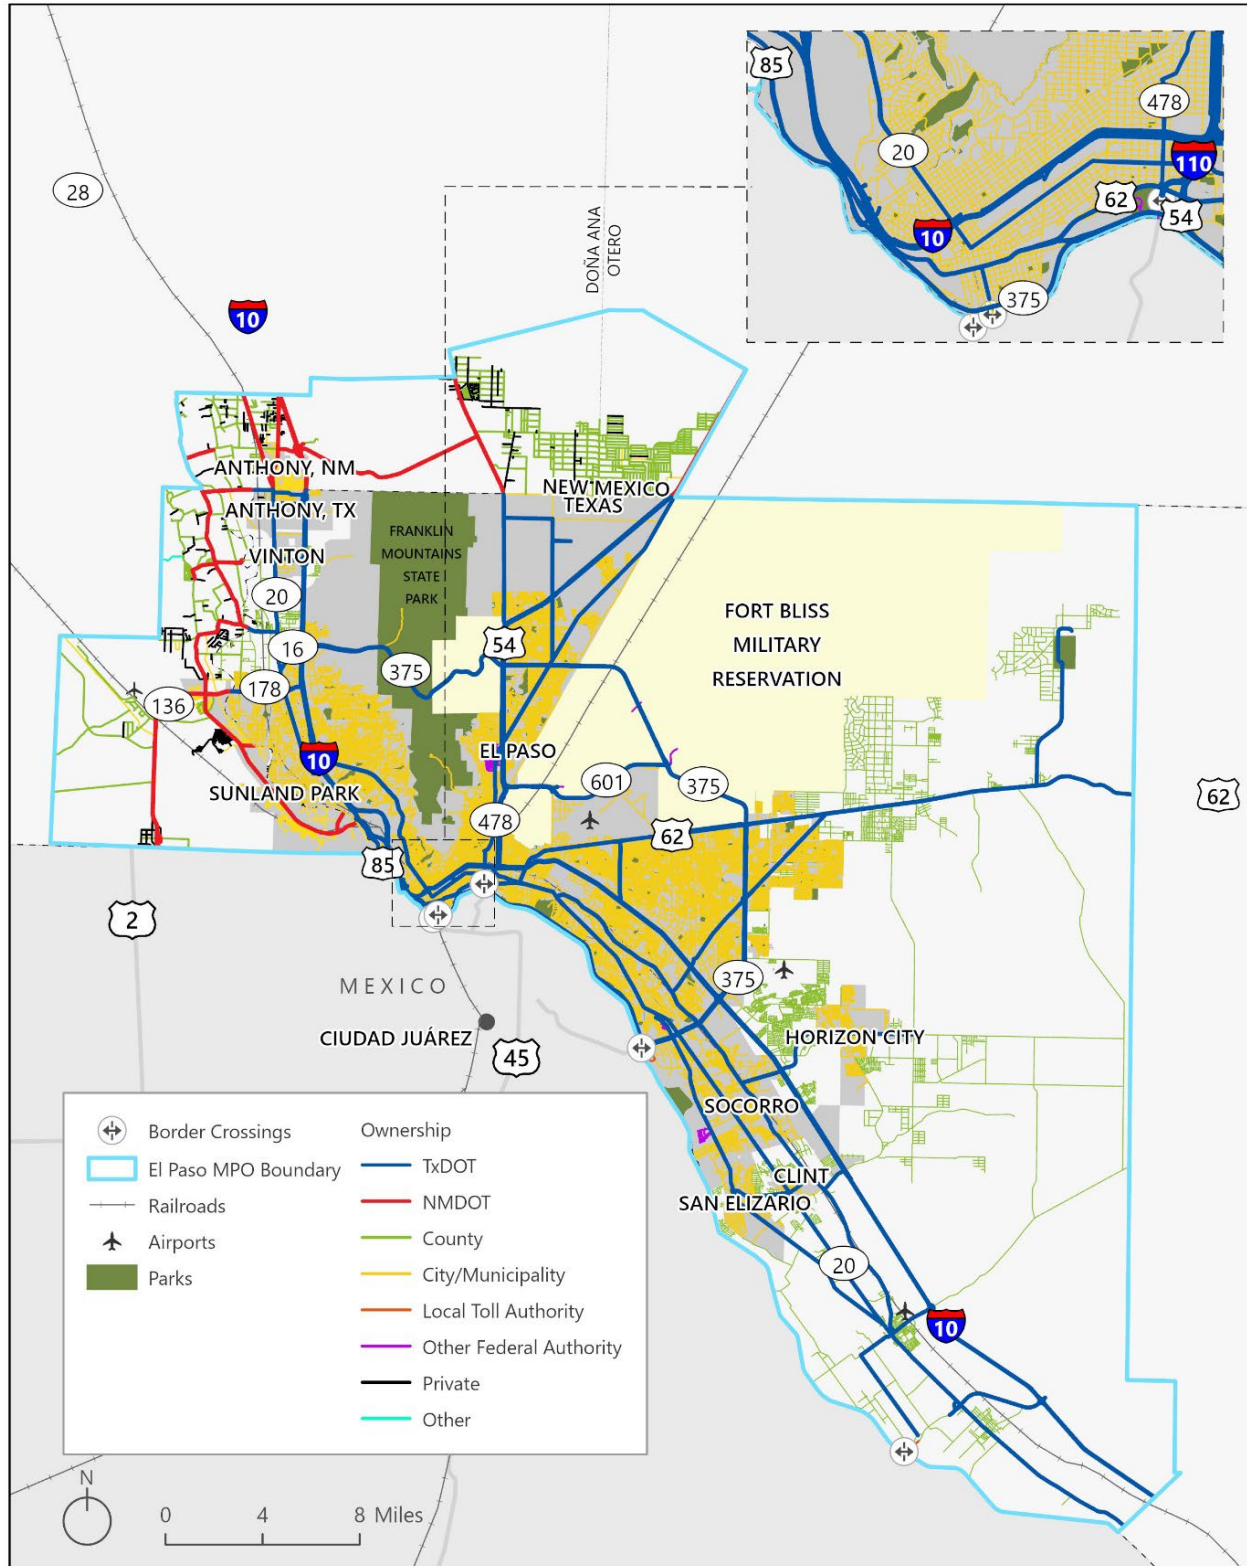 85
478
20
110
62
54
10
375
28
DOÑA ANA
OTERO
10
ANTHONY, NM
NEW MEXICO
TEXAS
ANTHONY, TX
FRANKLIN
MOUNTAINS
STATE
PARK
VINTON
20
FORT BLISS
MILITARY
RESERVATION
16
54
375
178
136
10
EL PASO
601
375
62
SUNLAND PARK
478
62
85
2
375
MEXICO
CIUDAD JUÁREZ
45
HORIZON CITY
SOCORRO
CLINT
SAN ELIZARIO
20
10
Border Crossings
El Paso MPO Boundary
Railroads
Airports
Parks
Ownership
TxDOT
NMDOT
County
City/Municipality
Local Toll Authority
Other Federal Authority
Private
Other
N
0 4 8 Miles